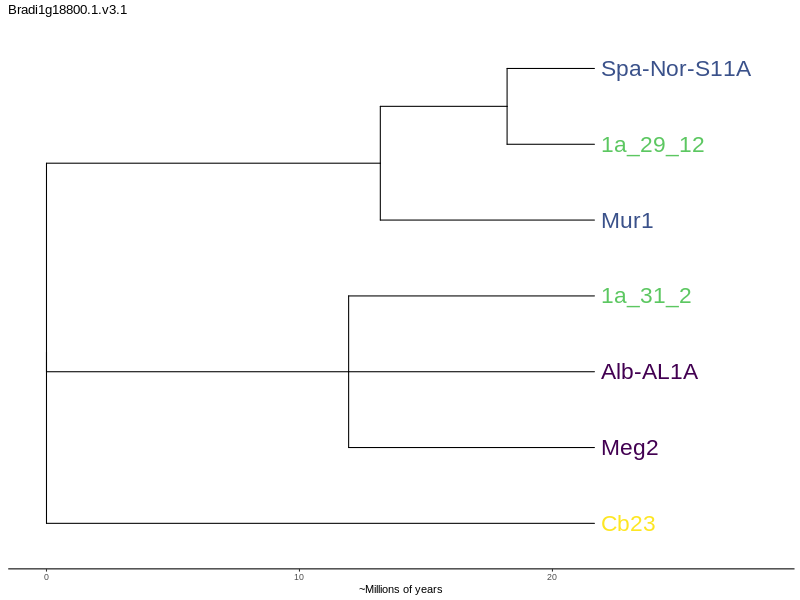 Bradi1g18800.1.v3.1
Spa-Nor-S11A
1a_29_12
Mur1
1a_31_2
Alb-AL1A
Meg2
Cb23
0 10 20
~Millions of years